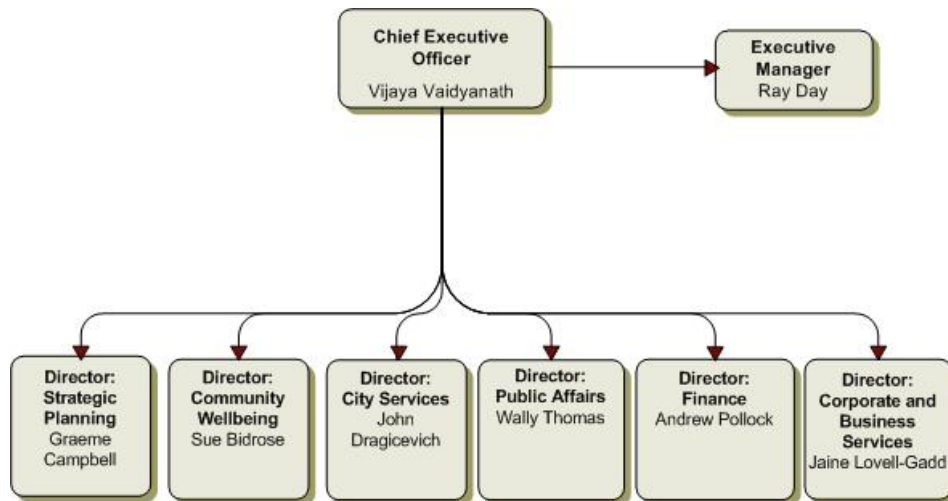 Chief Executive
Officer
Vijaya Vaidyanath
Executive
Manager
Ray Day
Director:
Strategic
Planning
Graeme
Campbell
Director:
Community
Wellbeing
Sue Bidrose
Director:
City Services
John
Dragicevich
Director:
Public Affairs
Wally Thomas
Director:
Finance
Andrew Pollock
Director:
Corporate and
Business
Services
Jaine Lovell-Gadd